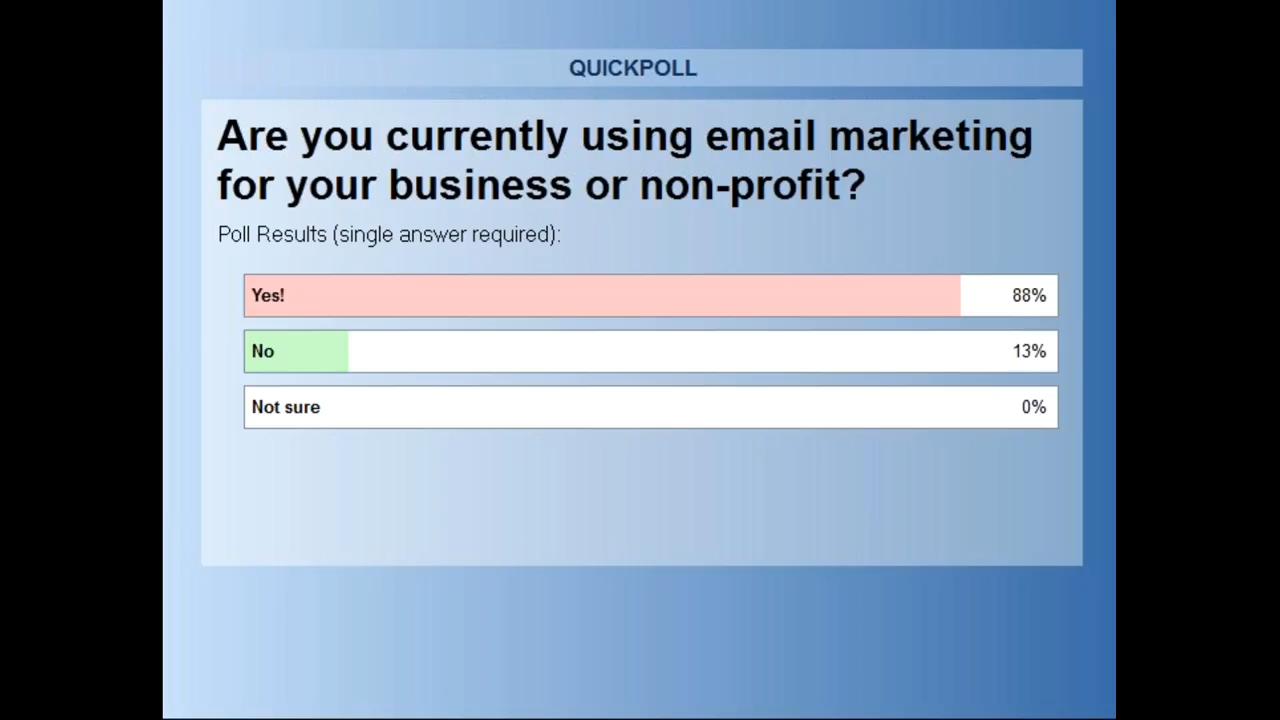 QUICKPOLL
Are you currently using email marketing
for your business or non-profit?
Poll Results (single answer required):
Yes! 88%
No 13%
Not sure 0%